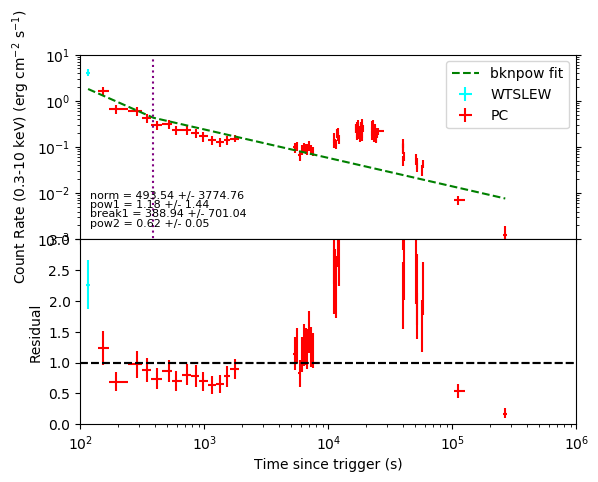 Count Rate (0.3-10 keV) (erg cm⁻² s⁻¹)
10¹
10⁰
10⁻¹
10⁻²
10⁻³
bknpow fit
WTSLEW
PC
norm = 493.54 +/- 3774.76
pow1 = 1.18 +/- 1.44
break1 = 388.94 +/- 701.04
pow2 = 0.62 +/- 0.05
Residual
3.0
2.5
2.0
1.5
1.0
0.5
0.0
10² 10³ 10⁴ 10⁵ 10⁶
Time since trigger (s)